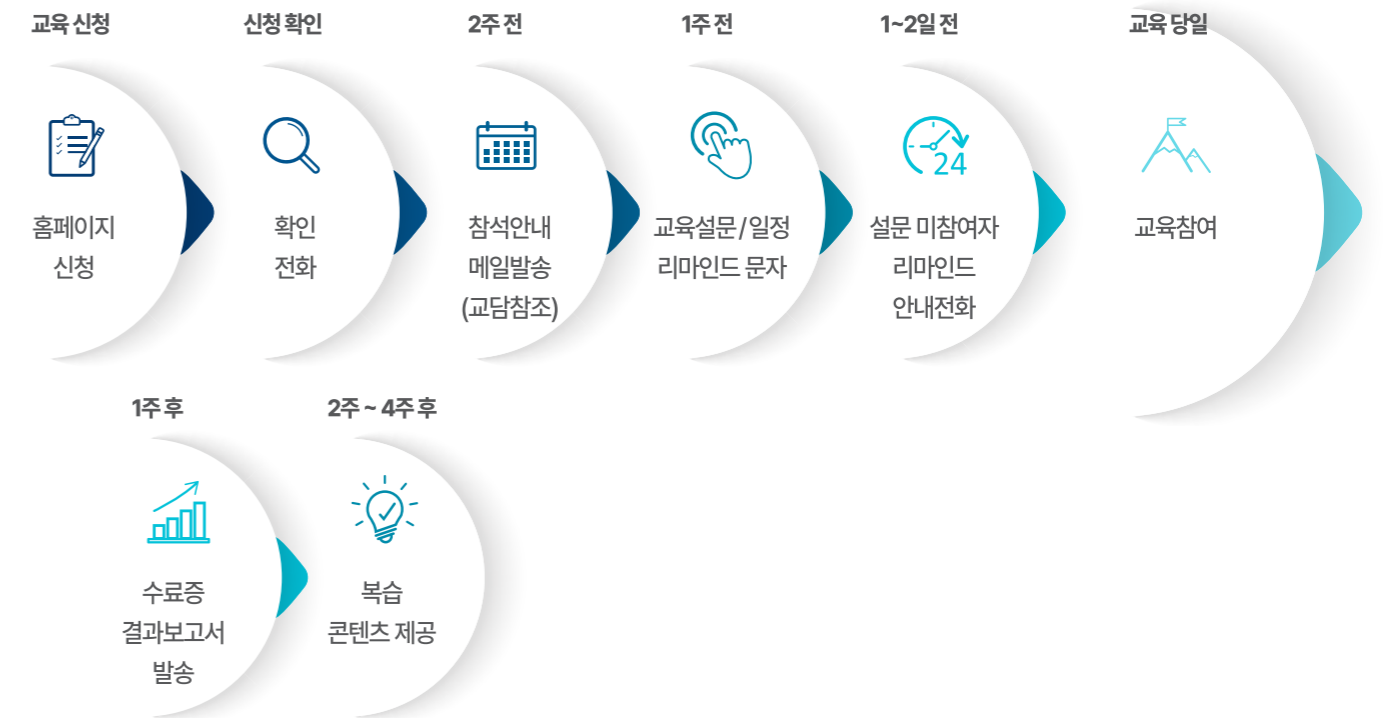 교육 신청
홈페이지
신청
신청 확인
확인
전화
2주 전
참석안내
메일발송
(교담참조)
1주 전
교육설문 / 일정
리마인드 문자
1~2일 전
24
설문 미참여자
리마인드
안내전화
교육 당일
교육참여
1주 후
수료증
결과보고서
발송
2주 ~ 4주 후
복습
콘텐츠 제공